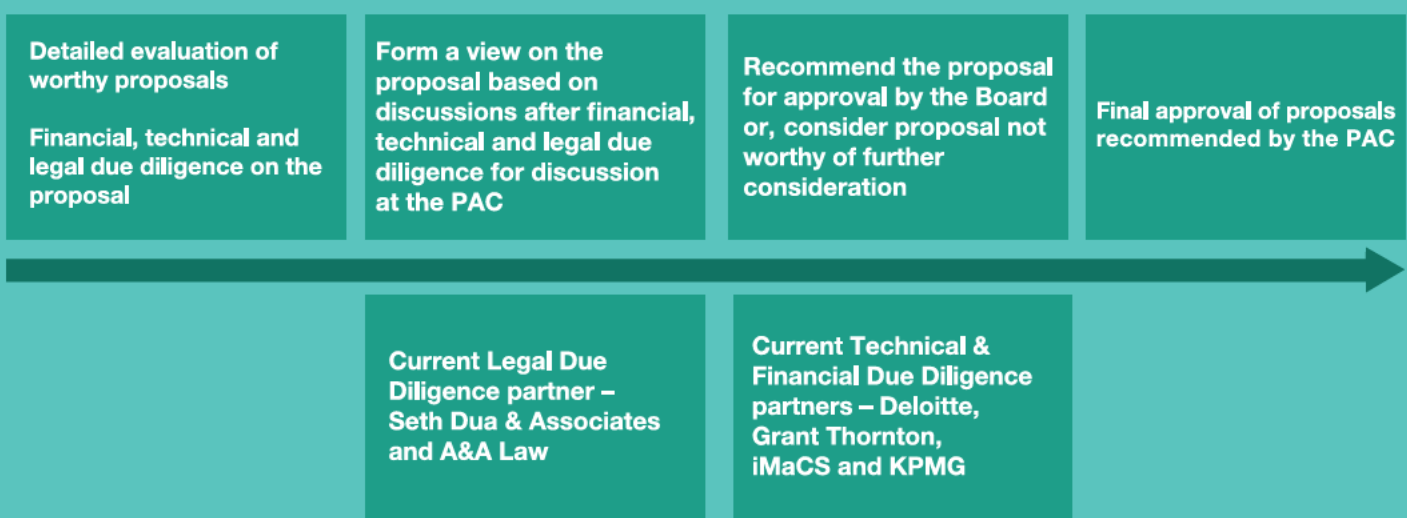 Detailed evaluation of
worthy proposals
Financial, technical and
legal due diligence on the
proposal
Form a view on the
proposal based on
discussions after financial,
technical and legal due
diligence for discussion
at the PAC
Recommend the proposal
for approval by the Board
or, consider proposal not
worthy of further
consideration
Final approval of proposals
recommended by the PAC
Current Legal Due
Diligence partner –
Seth Dua & Associates
and A&A Law
Current Technical &
Financial Due Diligence
partners – Deloitte,
Grant Thornton,
iMaCS and KPMG